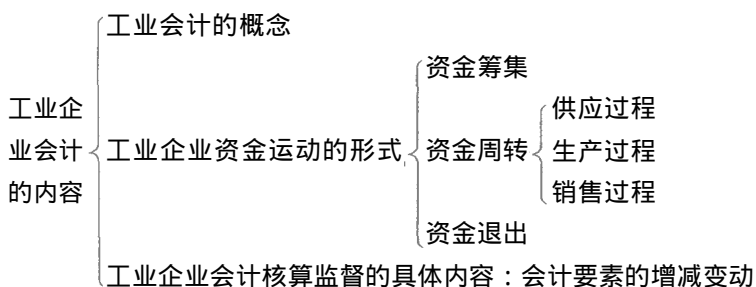 工业会计的概念
资金筹集
工业企
供应过程
业会计
工业企业资金运动的形式
资金周转
生产过程
的内容
销售过程
资金退出
工业企业会计核算监督的具体内容：会计要素的增减变动